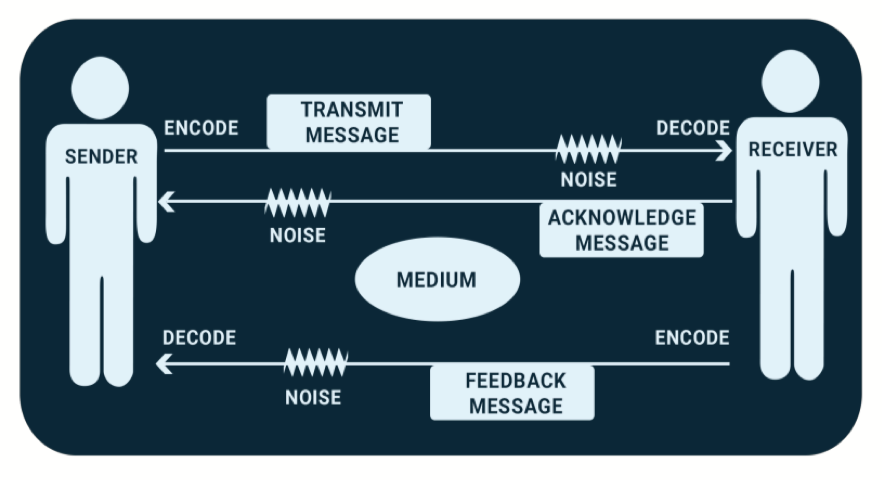 ENCODE
TRANSMIT
MESSAGE
DECODE
SENDER
RECEIVER
NOISE
ACKNOWLEDGE
MESSAGE
NOISE
MEDIUM
DECODE
ENCODE
FEEDBACK
MESSAGE
NOISE